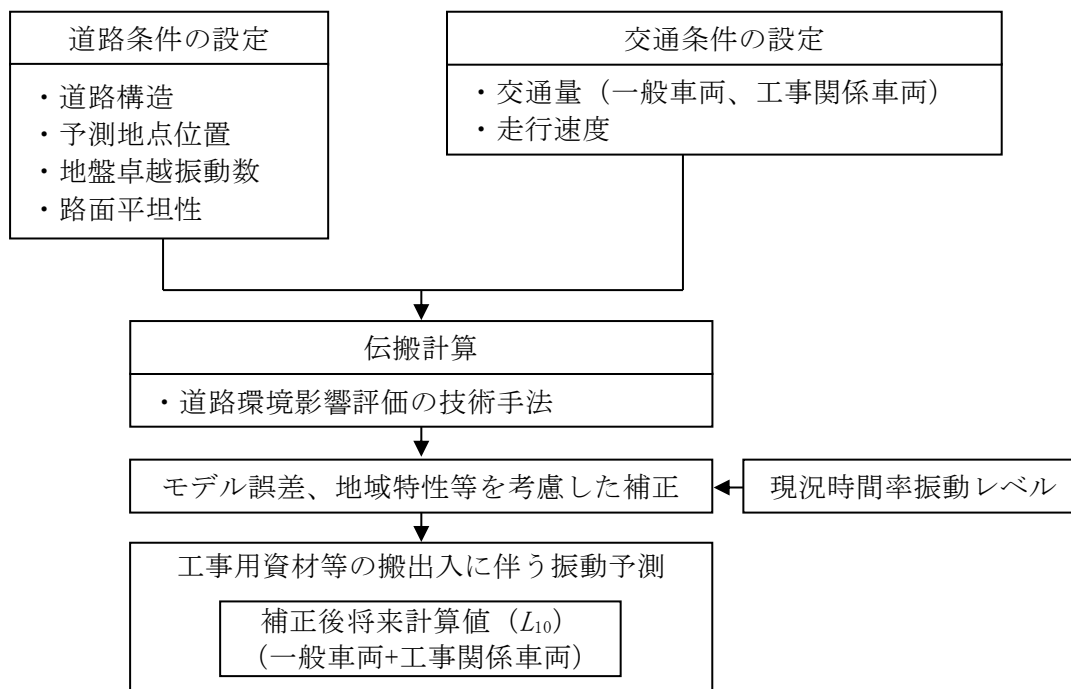 道路条件の設定
・道路構造
・予測地点位置
・地盤卓越振動数
・路面平坦性
交通条件の設定
・交通量（一般車両、工事関係車両）
・走行速度
伝搬計算
・道路環境影響評価の技術手法
モデル誤差、地域特性等を考慮した補正
現況時間率振動レベル
工事用資材等の搬出入に伴う振動予測
補正後将来計算値（L10）
（一般車両+工事関係車両）